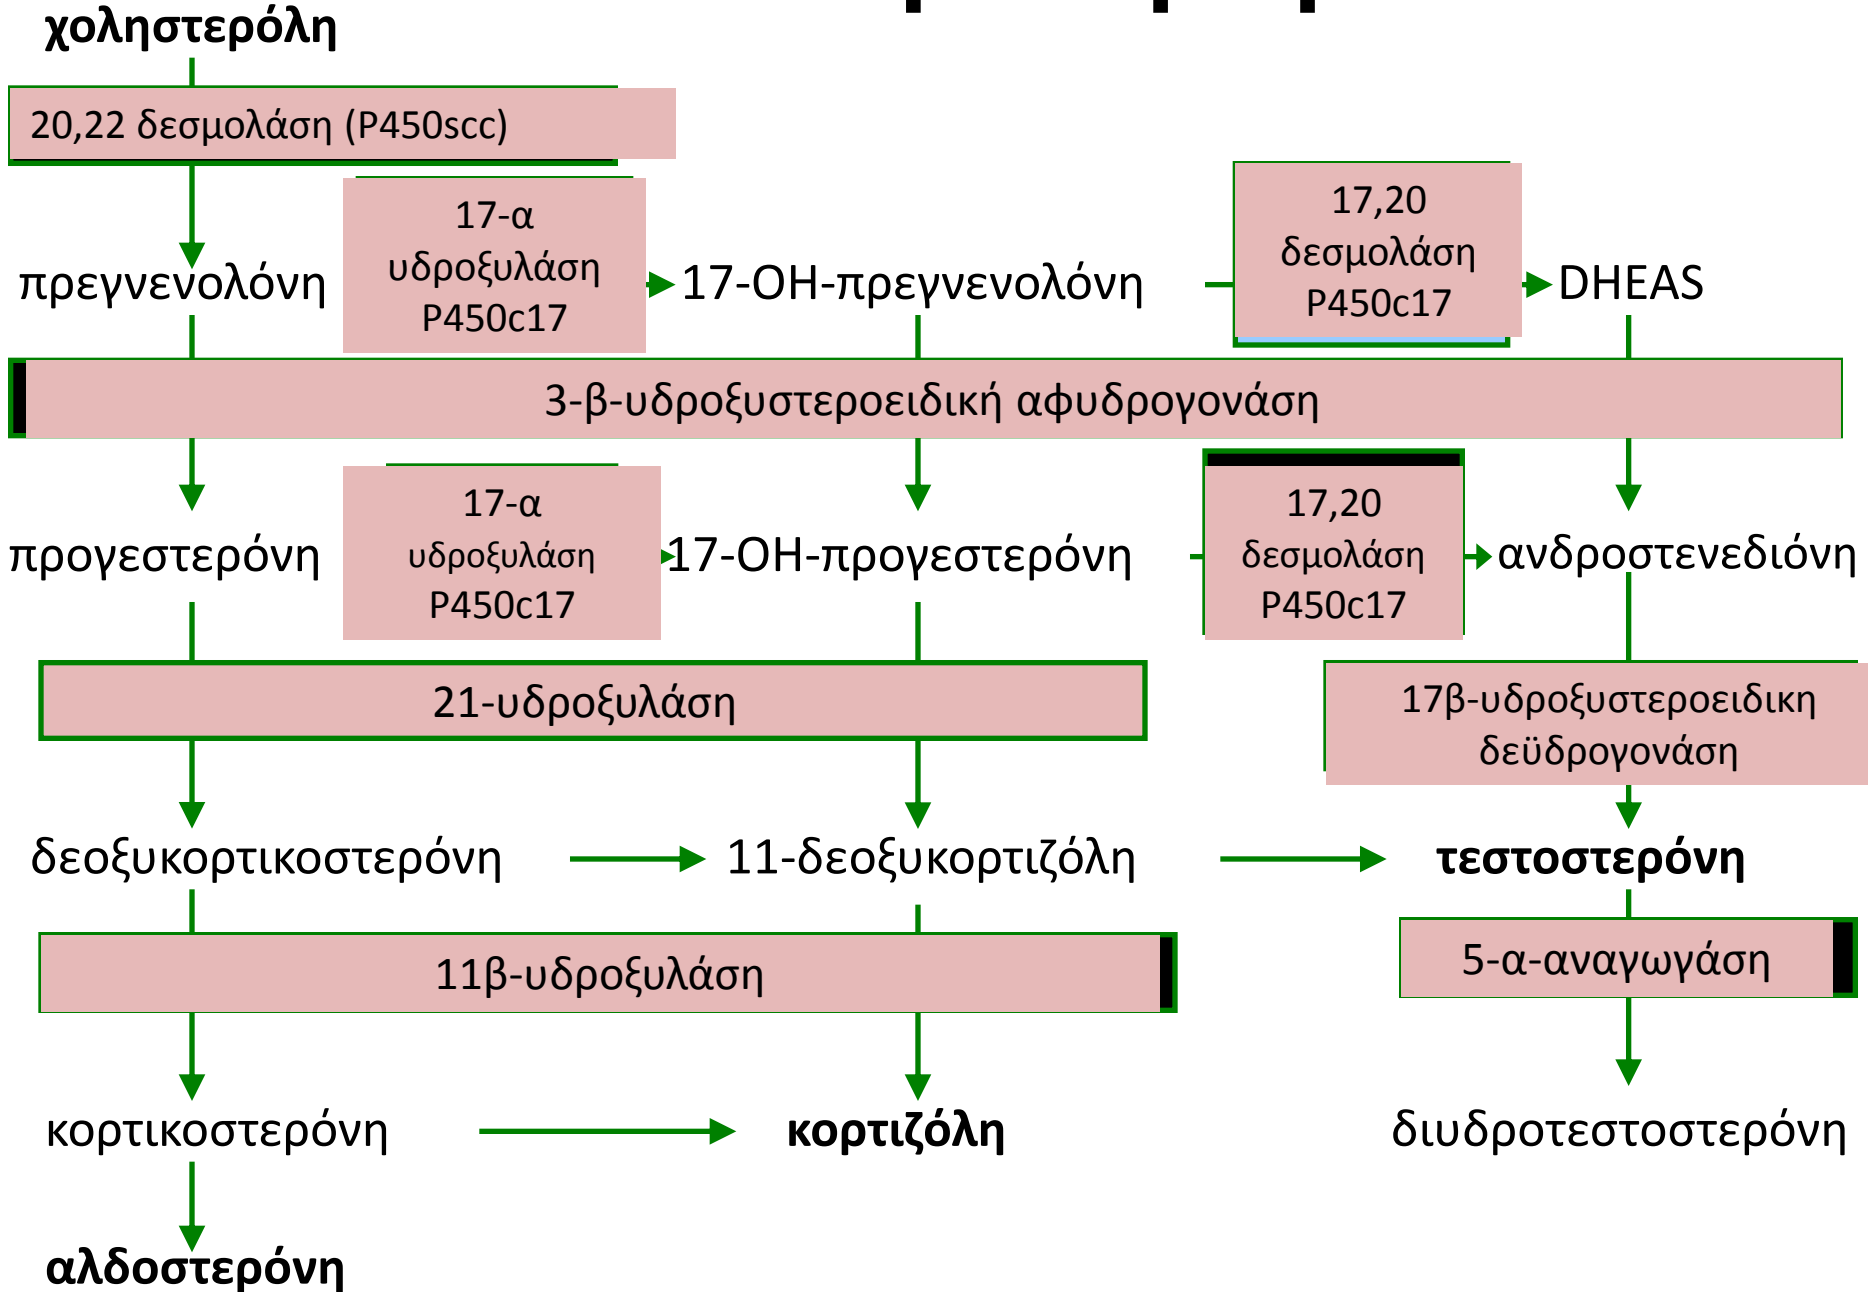 χοληστερόλη
20,22 δεσμολάση (P450scc)
17-α
υδροξυλάση
P450c17
17,20
δεσμολάση
P450c17
πρεγνενολόνη
17-OH-πρεγνενολόνη
DHEAS
3-β-υδροξυστεροειδική αφυδρογονάση
17-α
υδροξυλάση
P450c17
17,20
δεσμολάση
P450c17
προγεστερόνη
17-OH-προγεστερόνη
ανδροστενεδιόνη
21-υδροξυλάση
17β-υδροξυστεροειδικη
δεϋδρογονάση
δεοξυκορτικοστερόνη
11-δεοξυκορτιζόλη
τεστοστερόνη
11β-υδροξυλάση
5-α-αναγωγάση
κορτικοστερόνη
κορτιζόλη
διυδροτεστοστερόνη
αλδοστερόνη